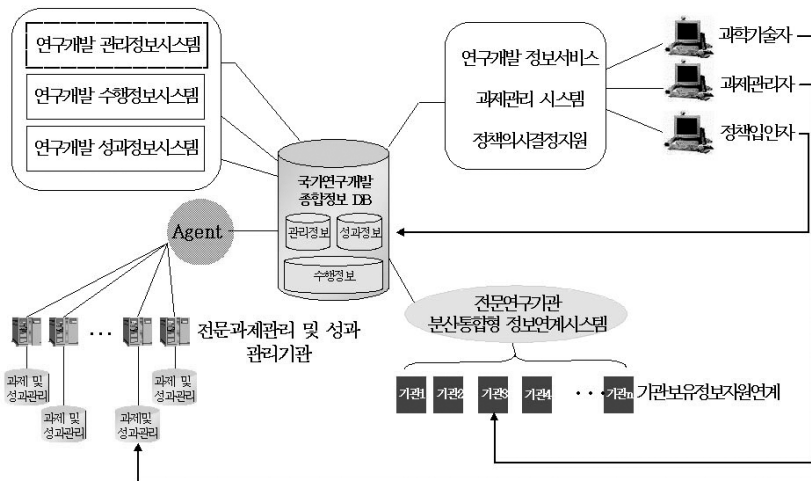 연구개발 관리정보시스템
연구개발 수행정보시스템
연구개발 성과정보시스템
연구개발 정보서비스
과제관리 시스템
정책의사결정지원
과학기술자
과제관리자
정책입안자
국가연구개발
종합정보 DB
관리정보
성과정보
수행정보
Agent
전문과제관리 및 성과
관리기관
과제 및
성과관리
과제 및
성과관리
과제및
성과관리
과제 및
성과관리
전문연구기관
분산통합형 정보연계시스템
기관1
기관2
기관3
기관4
기관n
기관보유정보자원연계